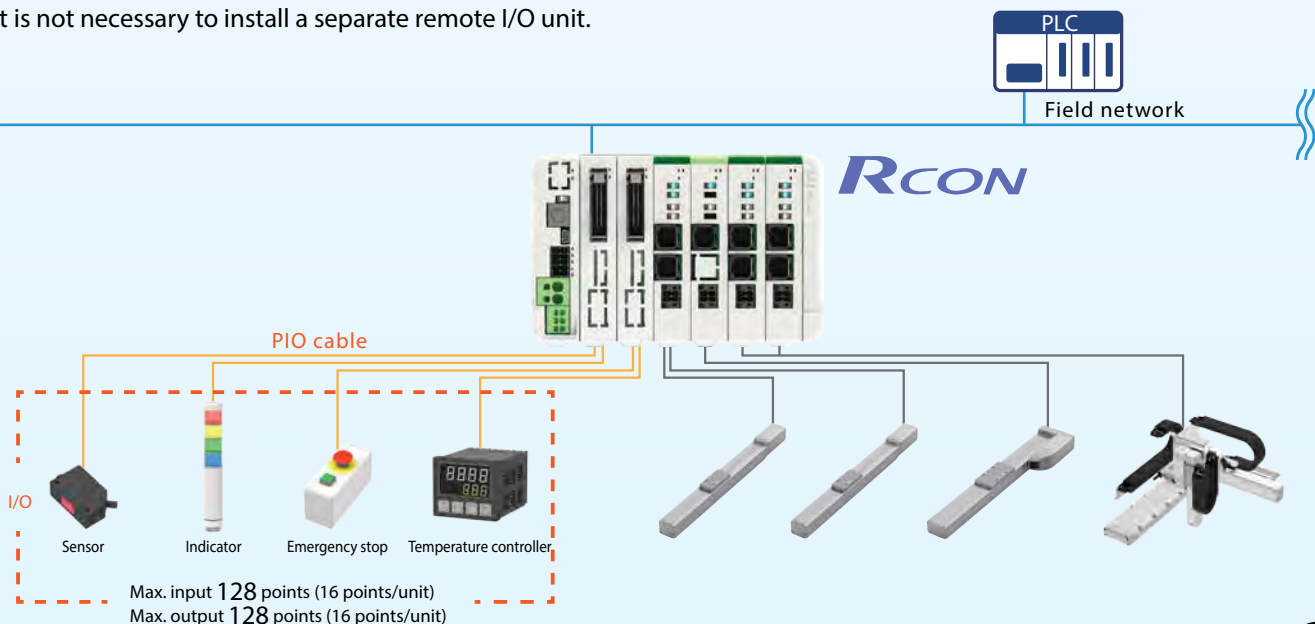 t is not necessary to install a separate remote I/O unit.
PLC
Field network
RCON
PIO cable
I/O
Sensor
Indicator
Emergency stop
Temperature controller
Max. input 128 points (16 points/unit)
Max. output 128 points (16 points/unit)